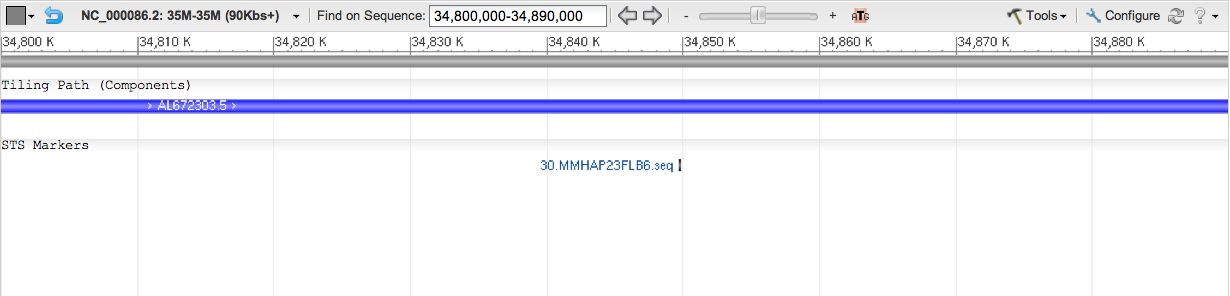 NC_000086.2: 35M-35M (90Kbs+) Find on Sequence: 34,800,000-34,890,000 - + ATG Tools Configure ?
34,800 K 34,810 K 34,820 K 34,830 K 34,840 K 34,850 K 34,860 K 34,870 K 34,880 K
Tiling Path (Components)
> AL672303.5 >
STS Markers
30.MMHAP23FLB6.seq